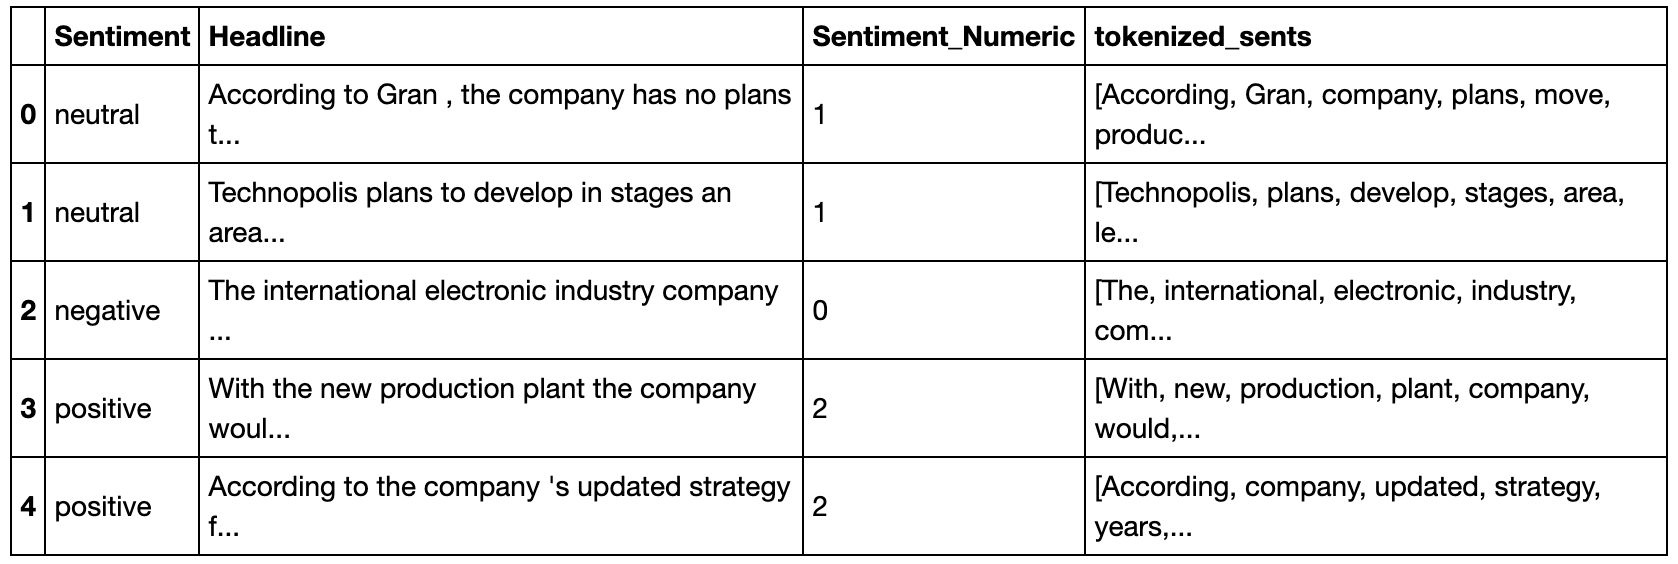 Sentiment Headline Sentiment_Numeric tokenized_sents
0 neutral According to Gran , the company has no plans t... 1 [According, Gran, company, plans, move, produc...
1 neutral Technopolis plans to develop in stages an area... 1 [Technopolis, plans, develop, stages, area, le...
2 negative The international electronic industry company ... 0 [The, international, electronic, industry, com...
3 positive With the new production plant the company woul... 2 [With, new, production, plant, company, would,...
4 positive According to the company 's updated strategy f... 2 [According, company, updated, strategy, years,...